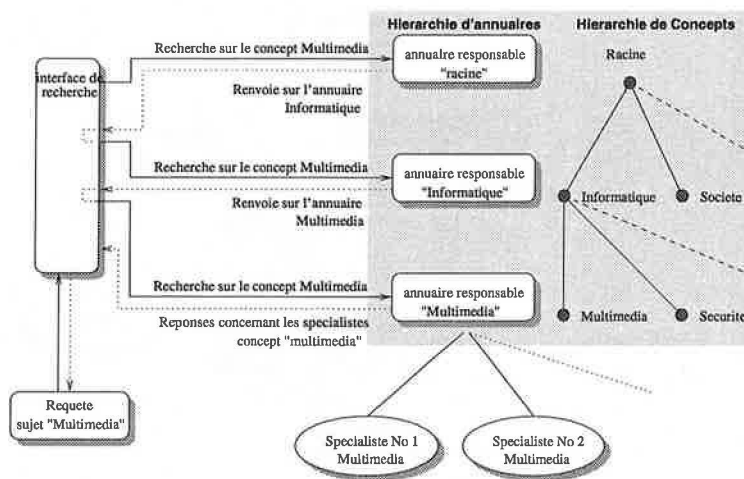 Hierarchie d'annuaires
Hierarchie de Concepts
Recherche sur le concept Multimedia
annuaire responsable
"racine"
Racine
interface de
recherche
Renvoie sur l'annuaire
Informatique
Recherche sur le concept Multimedia
annuaire responsable
"Informatique"
Informatique
Societe
Renvoie sur l'annuaire
Multimedia
Recherche sur le concept Multimedia
annuaire responsable
"Multimedia"
Multimedia
Securite
Reponses concernant les specialistes
concept "multimedia"
Requete
sujet "Multimedia"
Specialiste No 1
Multimedia
Specialiste No 2
Multimedia